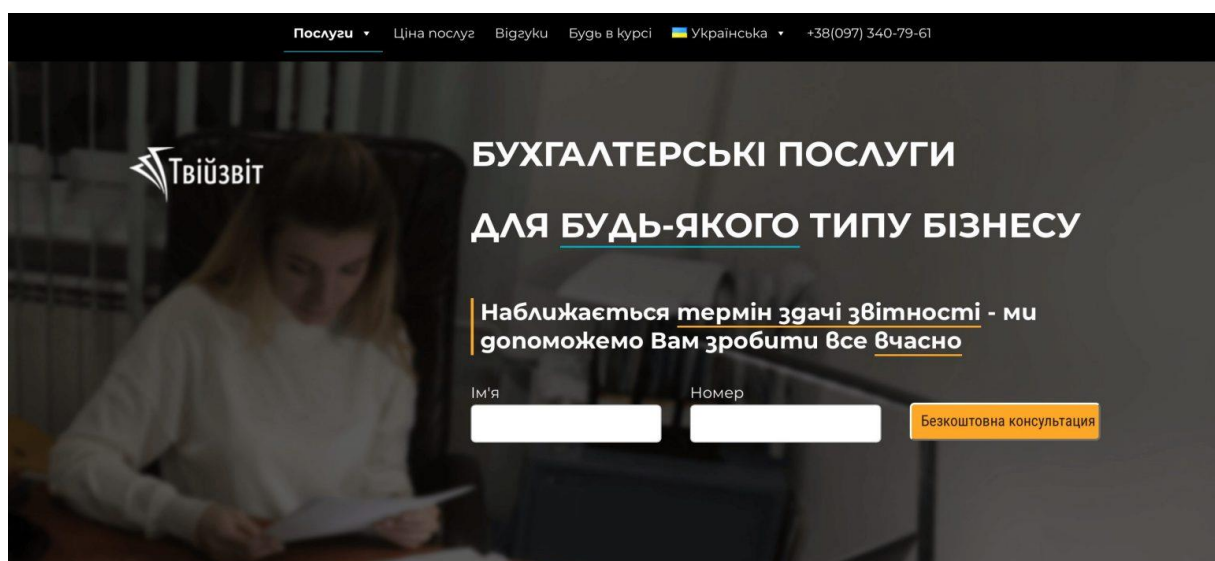 Послуги Ціна послуг Відгуки Будь в курсі Українська +38(097) 340-79-61
Твійзвіт
БУХГАЛТЕРСЬКІ ПОСЛУГИ
ДЛЯ БУДЬ-ЯКОГО ТИПУ БІЗНЕСУ
Наближається термін здачі звітності - ми
допоможемо Вам зробити все вчасно
Ім'я Номер
Безкоштовна консультация